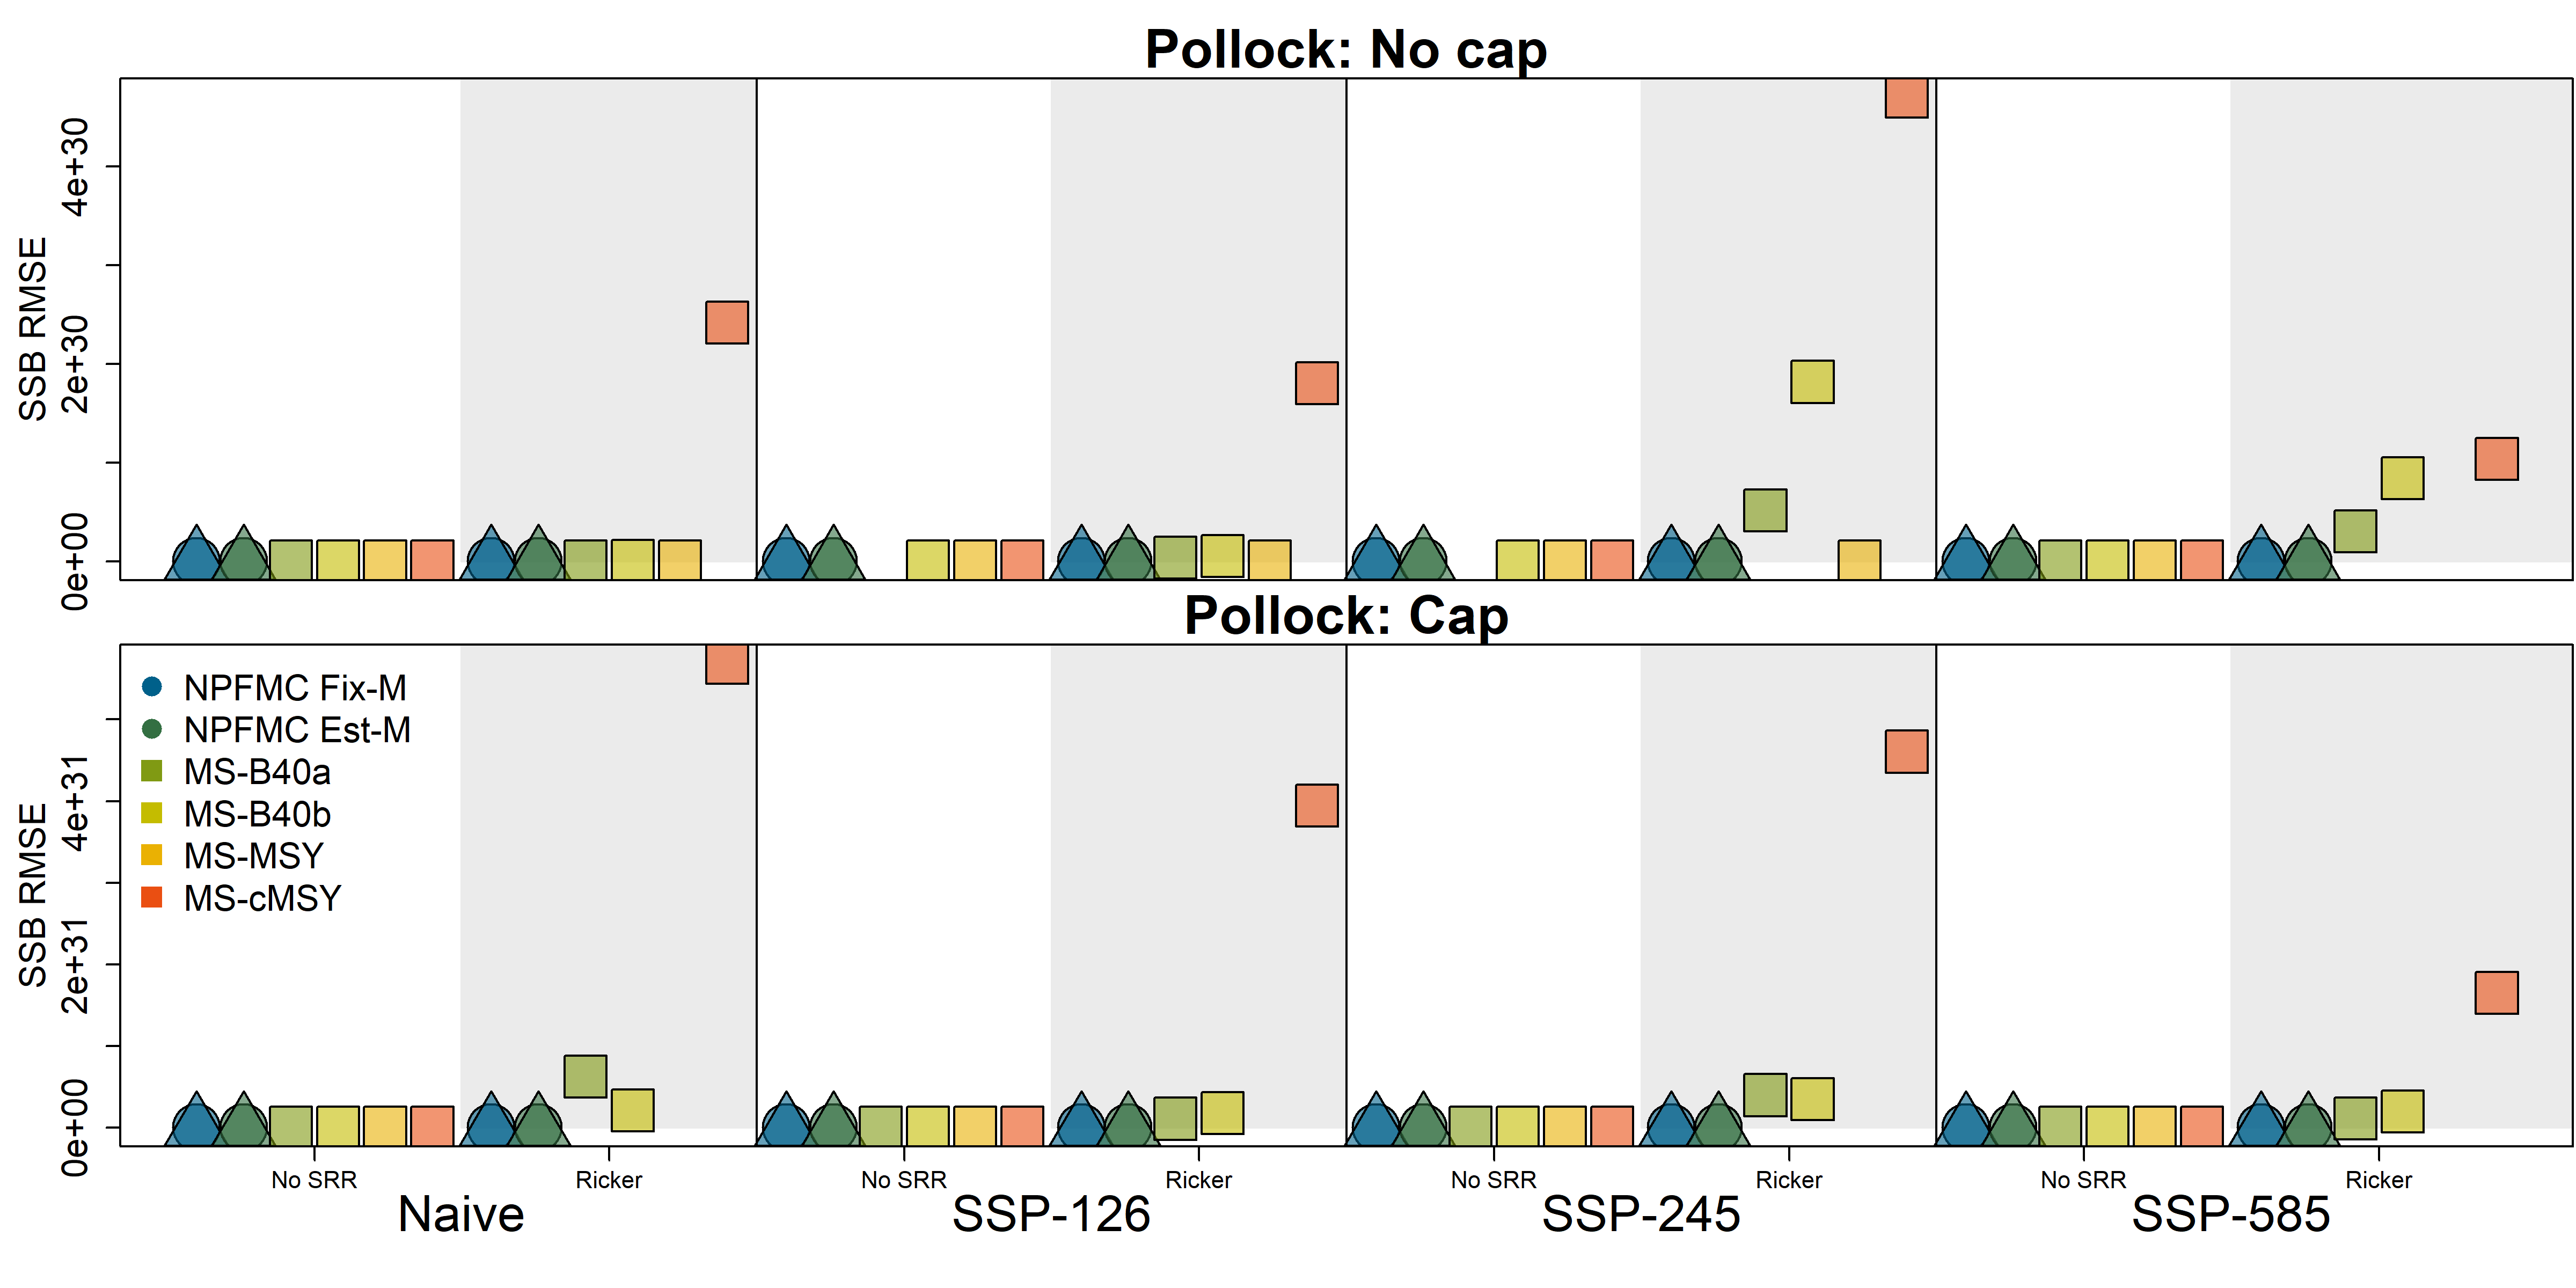 Pollock: No cap
SSB RMSE
4e+30
2e+30
0e+00
Pollock: Cap
SSB RMSE
4e+31
2e+31
0e+00
NPFMC Fix-M
NPFMC Est-M
MS-B40a
MS-B40b
MS-MSY
MS-cMSY
No SRR Ricker No SRR Ricker No SRR Ricker No SRR Ricker
Naive SSP-126 SSP-245 SSP-585